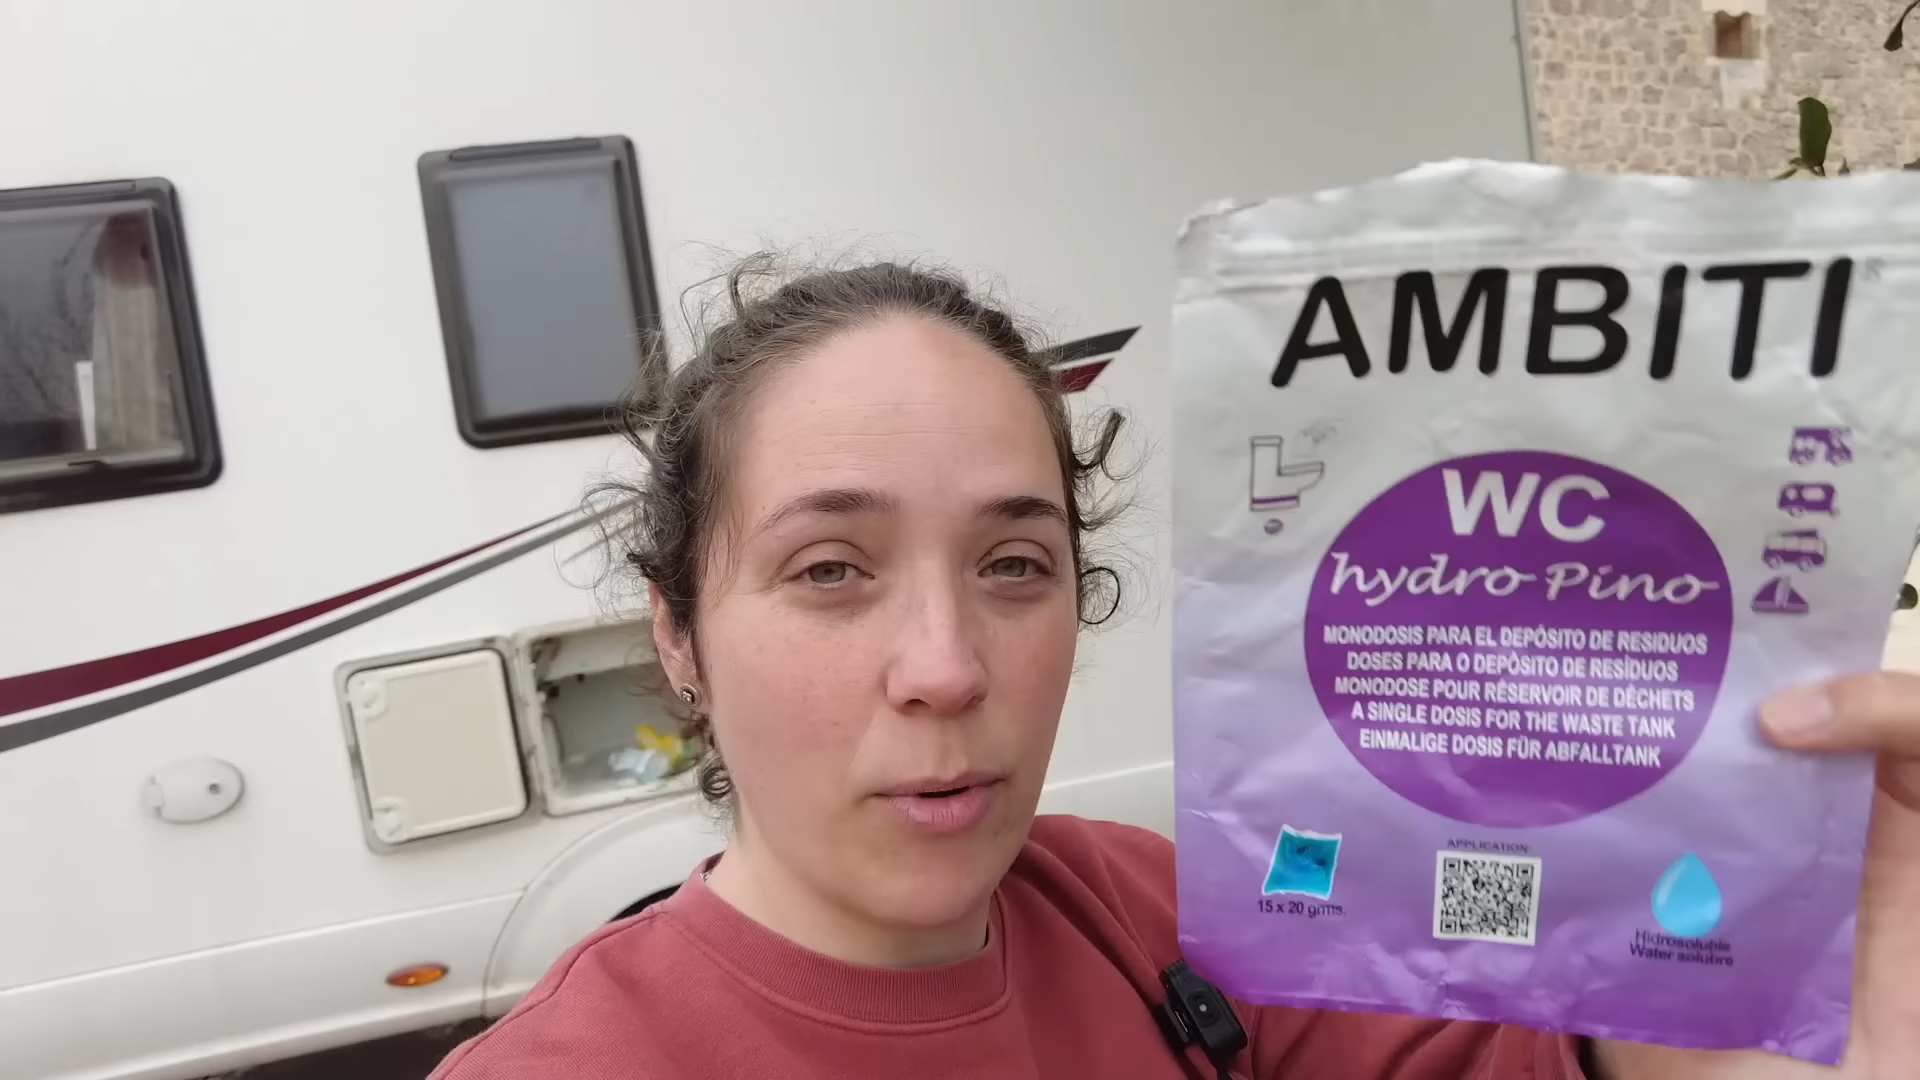 AMBITI
WC
hydro Pino
MONODOSIS PARA EL DEPÓSITO DE RESIDUOS
DOSES PARA O DEPÒSITO DE RESÍDUOS
MONODOSE POUR RÉSERVOIR DE DÉCHETS
A SINGLE DOSIS FOR THE WASTE TANK
EINMALIGE DOSIS FÜR ABFALLTANK
APPLICATION
15 x 20 grms.
Hidrosoluble
Water soluble